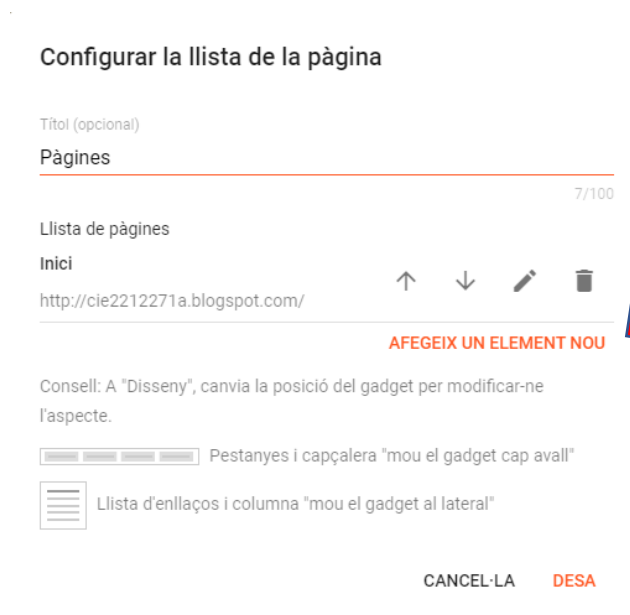 Configurar la llista de la pàgina
Títol (opcional)
Pàgines
7/100
Llista de pàgines
Inici
http://cie2212271a.blogspot.com/
AFEGEIX UN ELEMENT NOU
Consell: A "Disseny", canvia la posició del gadget per modificar-ne
l'aspecte.
Pestanyes i capçalera "mou el gadget cap avall"
Llista d'enllaços i columna "mou el gadget al lateral"
CANCEL·LA DESA